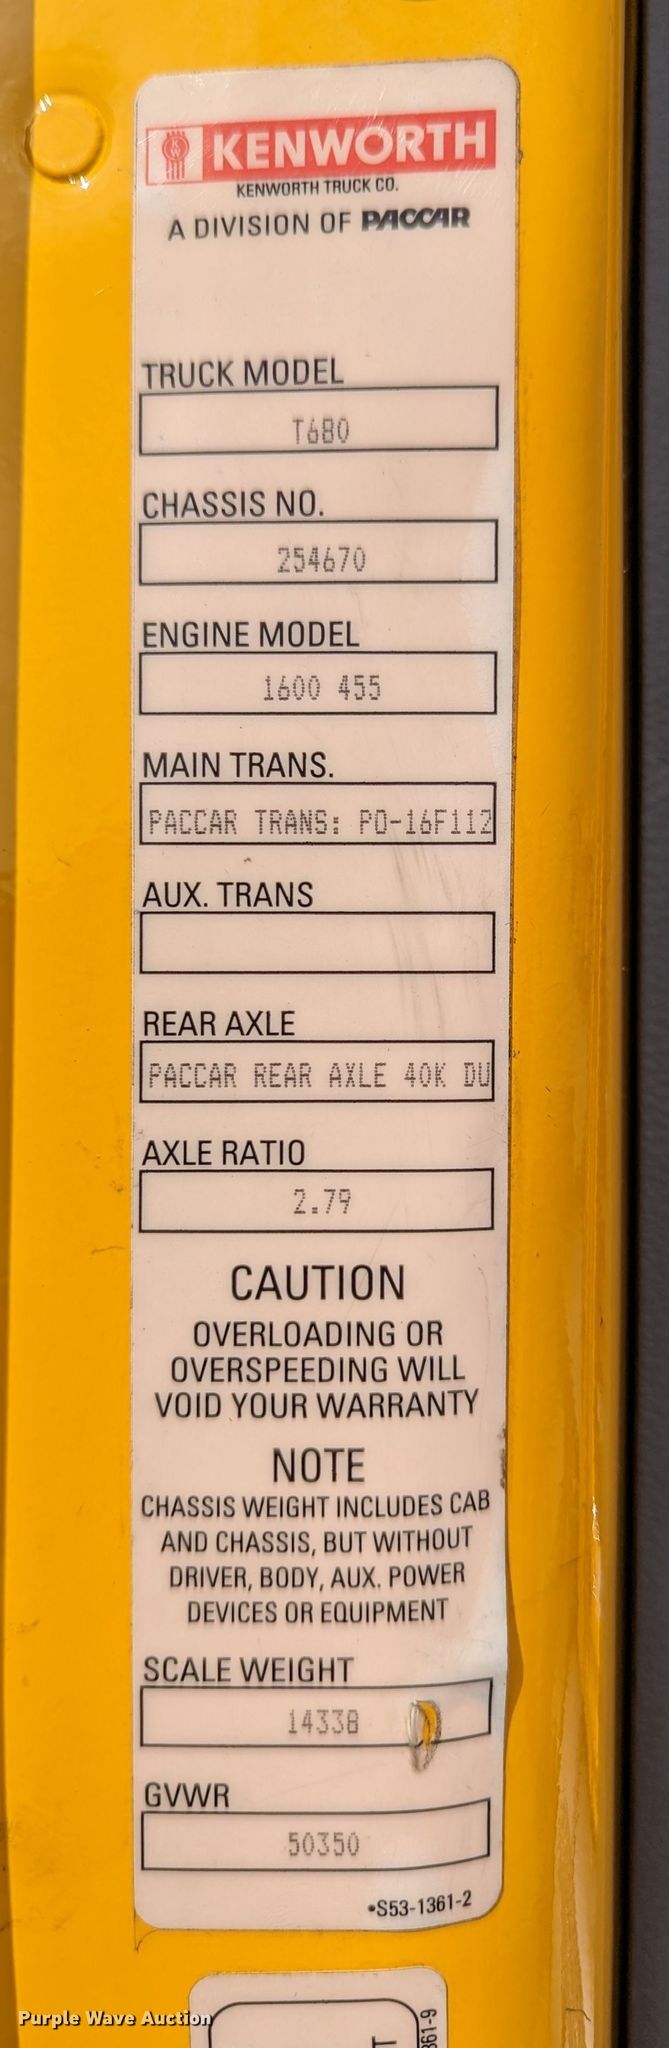 KENWORTH
KENWORTH TRUCK CO.
A DIVISION OF PACCAR
TRUCK MODEL
T680
CHASSIS NO.
254670
ENGINE MODEL
1600 455
MAIN TRANS.
PACCAR TRANS: PO-16F112
AUX. TRANS
REAR AXLE
PACCAR REAR AXLE 40K DU
AXLE RATIO
2.79
CAUTION
OVERLOADING OR
OVERSPEEDING WILL
VOID YOUR WARRANTY
NOTE
CHASSIS WEIGHT INCLUDES CAB
AND CHASSIS, BUT WITHOUT
DRIVER, BODY, AUX. POWER
DEVICES OR EQUIPMENT
SCALE WEIGHT
14338
GVWR
50350
•S53-1361-2
Purple Wave Auction